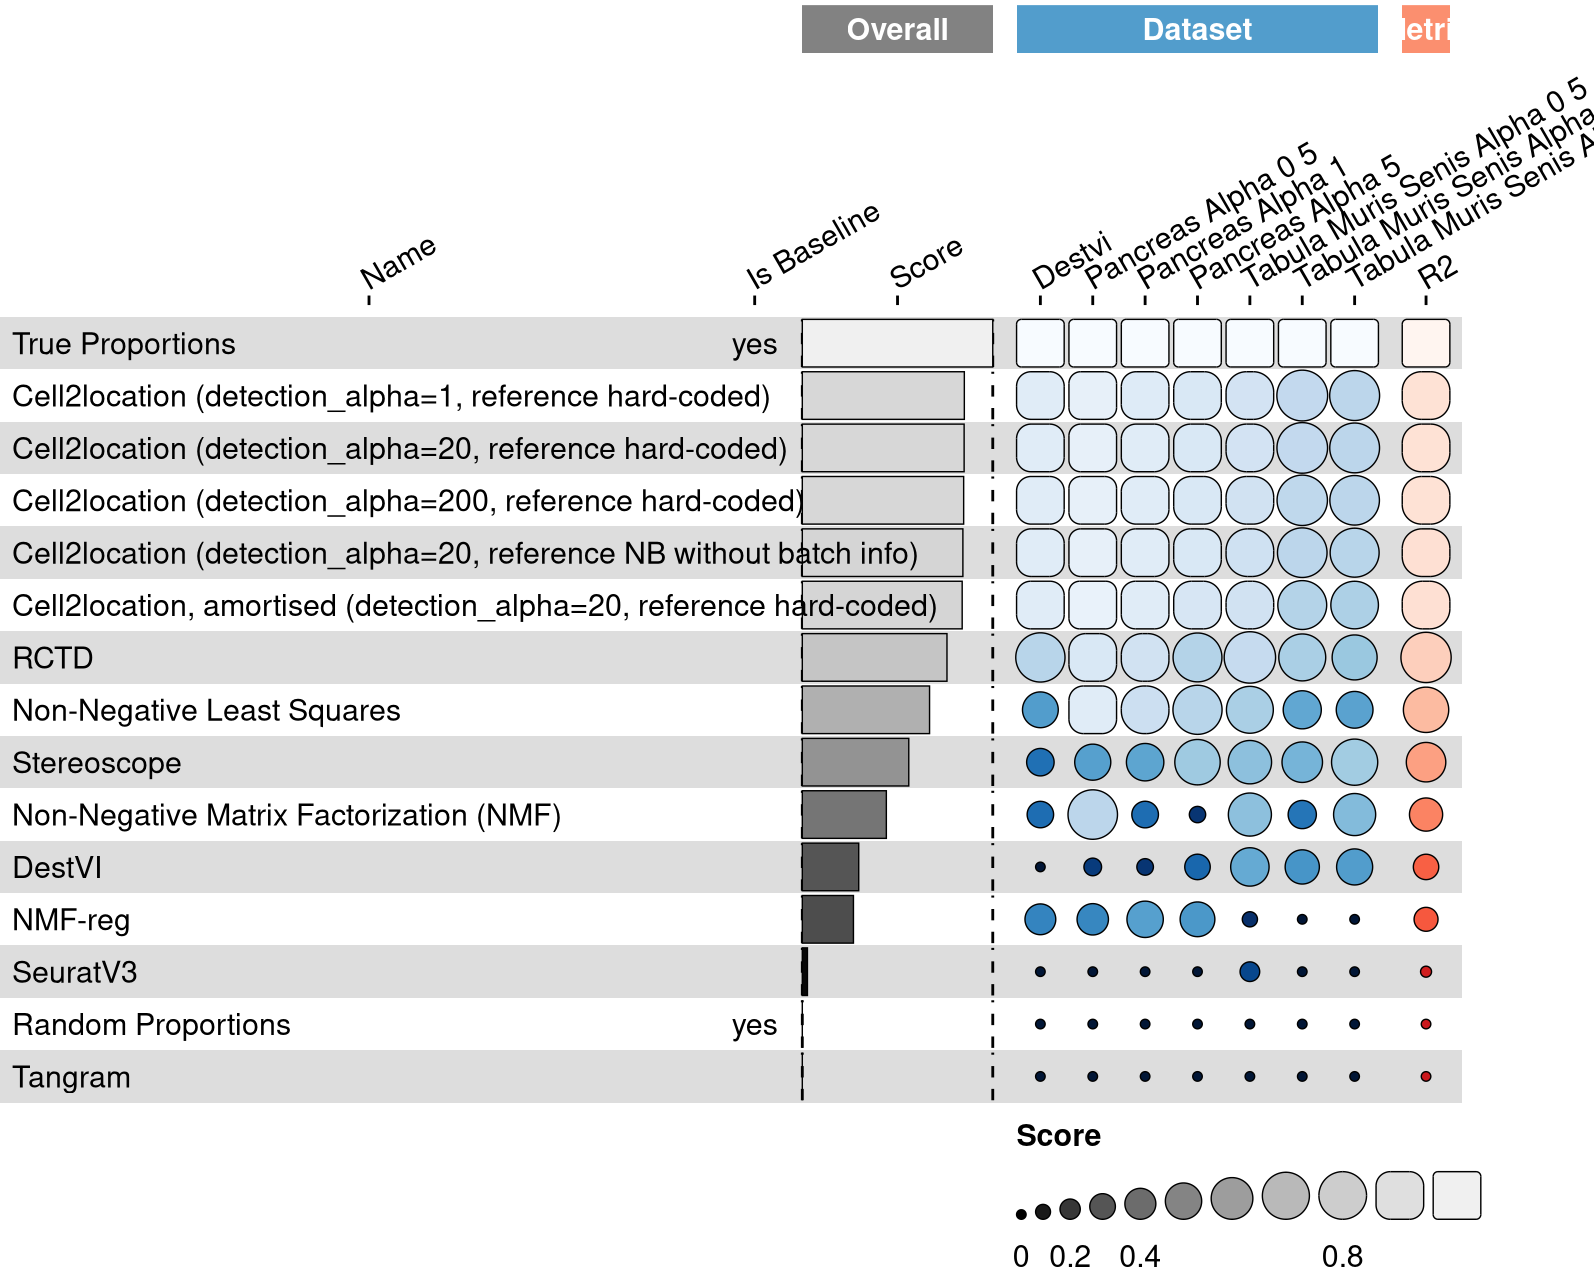 Overall
Dataset
Name
Is Baseline
Score
Destvi
Pancreas Alpha 0 5
Pancreas Alpha 1
Pancreas Alpha 5
Tabula Muris Senis Alpha 0 5
Tabula Muris Senis Alpha
Tabula Muris Senis
R2
True Proportions yes
Cell2location (detection_alpha=1, reference hard-coded)
Cell2location (detection_alpha=20, reference hard-coded)
Cell2location (detection_alpha=200, reference hard-coded)
Cell2location (detection_alpha=20, reference NB without batch info)
Cell2location, amortised (detection_alpha=20, reference hard-coded)
RCTD
Non-Negative Least Squares
Stereoscope
Non-Negative Matrix Factorization (NMF)
DestVI
NMF-reg
SeuratV3
Random Proportions yes
Tangram
Score
0 0.2 0.4 0.8